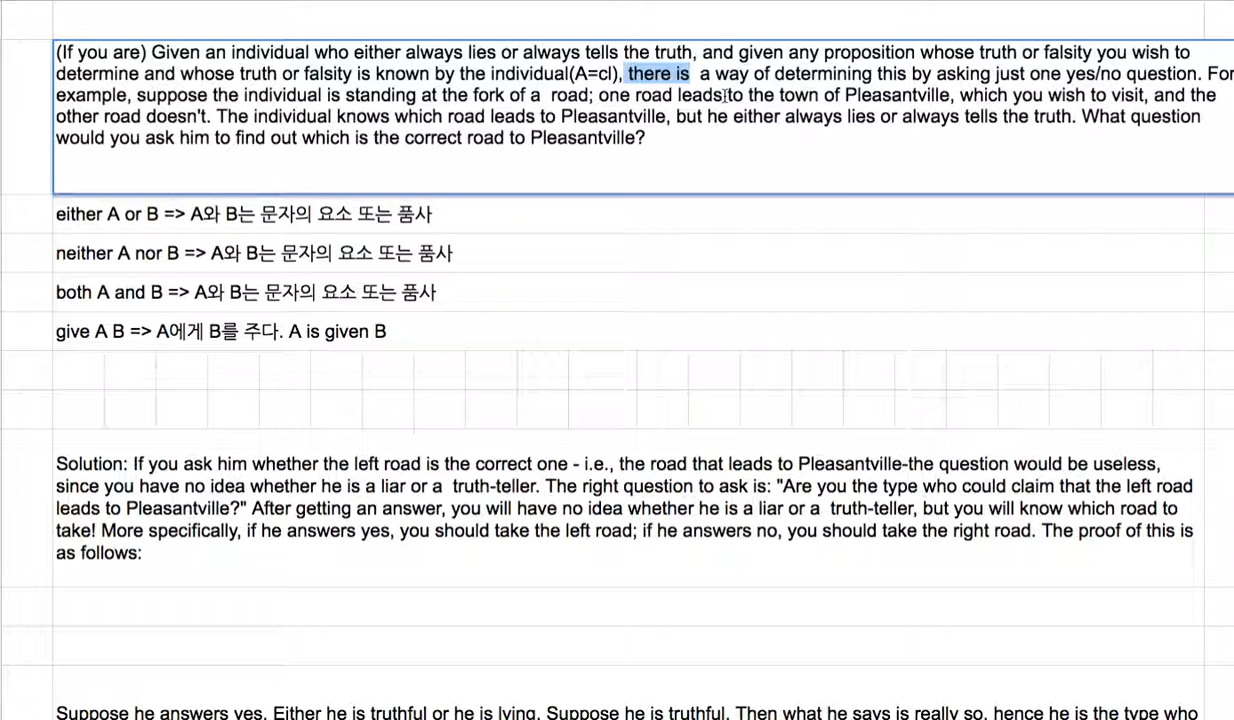 (If you are) Given an individual who either always lies or always tells the truth, and given any proposition whose truth or falsity you wish to
determine and whose truth or falsity is known by the individual(A=cl), there is a way of determining this by asking just one yes/no question. For
example, suppose the individual is standing at the fork of a road; one road leads to the town of Pleasantville, which you wish to visit, and the
other road doesn't. The individual knows which road leads to Pleasantville, but he either always lies or always tells the truth. What question
would you ask him to find out which is the correct road to Pleasantville?
either A or B => A와 B는 문자의 요소 또는 품사
neither A nor B => A와 B는 문자의 요소 또는 품사
both A and B => A와 B는 문자의 요소 또는 품사
give A B => A에게 B를 주다. A is given B
Solution: If you ask him whether the left road is the correct one - i.e., the road that leads to Pleasantville-the question would be useless,
since you have no idea whether he is a liar or a truth-teller. The right question to ask is: "Are you the type who could claim that the left road
leads to Pleasantville?" After getting an answer, you will have no idea whether he is a liar or a truth-teller, but you will know which road to
take! More specifically, if he answers yes, you should take the left road; if he answers no, you should take the right road. The proof of this is
as follows:
Suppose he answers yes. Either he is truthful or he is lying. Suppose he is truthful. Then what he says is really so, hence he is the type who